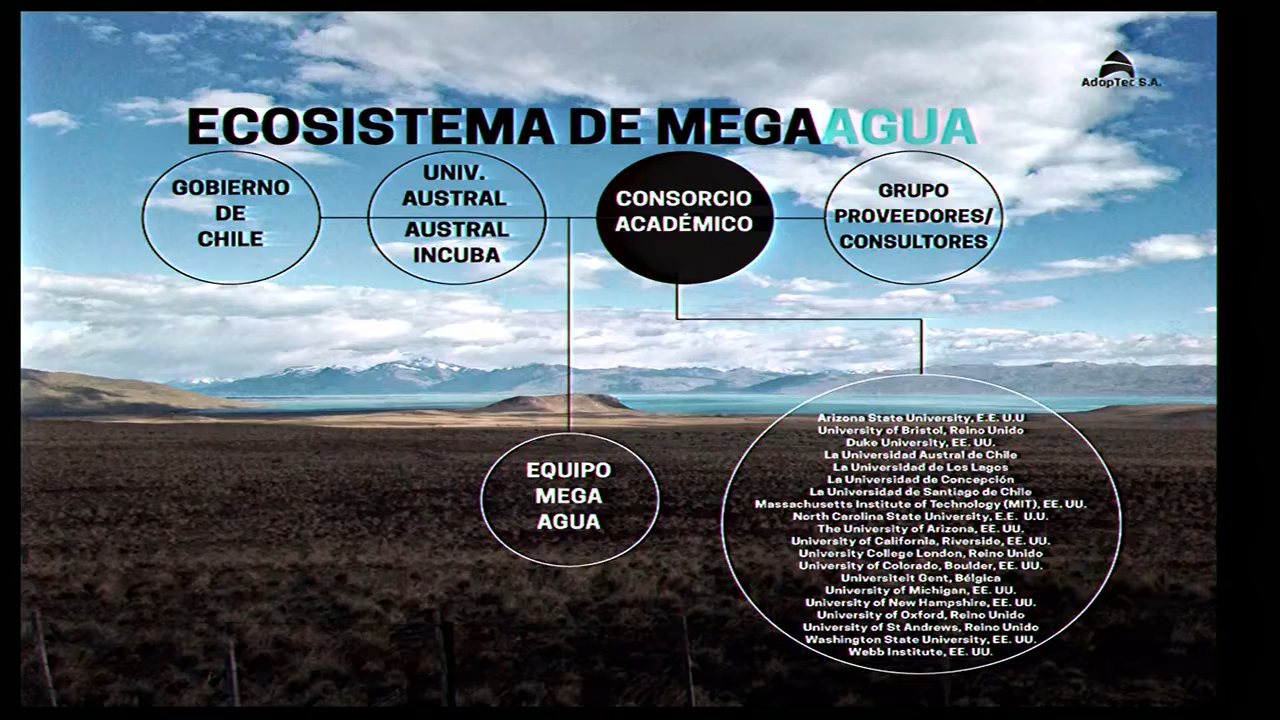 AdopTec S.A.
ECOSISTEMA DE MEGAAGUA
GOBIERNO
DE
CHILE
UNIV.
AUSTRAL
AUSTRAL
INCUBA
CONSORCIO
ACADÉMICO
GRUPO
PROVEEDORES/
CONSULTORES
EQUIPO
MEGA
AGUA
Arizona State University, E.E. U.U
University of Bristol, Reino Unido
Duke University, EE. UU.
La Universidad Austral de Chile
La Universidad de Los Lagos
La Universidad de Concepción
La Universidad de Santiago de Chile
Massachusetts Institute of Technology (MIT), EE. UU.
North Carolina State University, E.E. U.U.
The University of Arizona, EE. UU.
University of California, Riverside, EE. UU.
University College London, Reino Unido
University of Colorado, Boulder, EE. UU.
Universiteit Gent, Bélgica
University of Michigan, EE. UU.
University of New Hampshire, EE. UU.
University of Oxford, Reino Unido
University of St Andrews, Reino Unido
Washington State University, EE. UU.
Webb Institute, EE. UU.